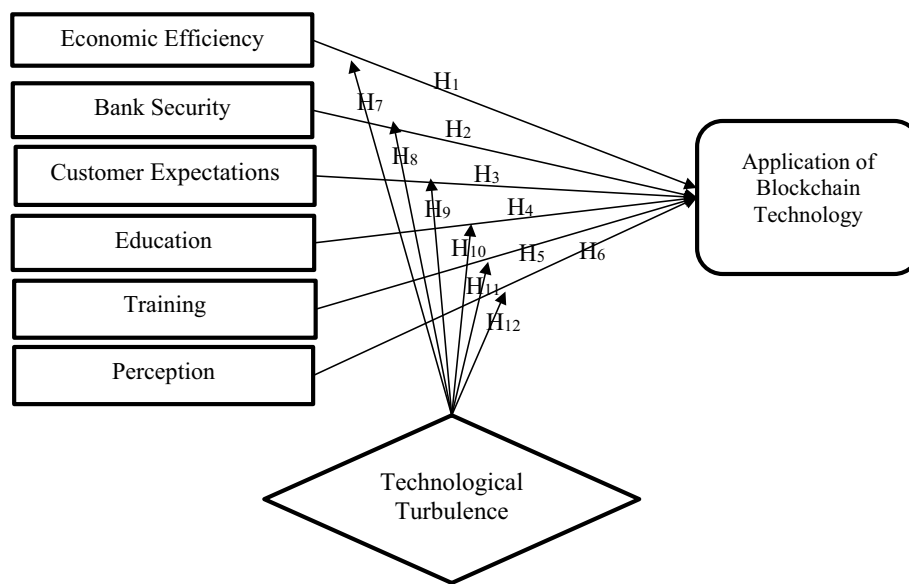 Economic Efficiency
H1
H7
Bank Security
H2
H8
Customer Expectations
H3
H9
Application of
Blockchain
Technology
Education
H4
H10
Training
H5
H6
H11
H12
Perception
Technological
Turbulence